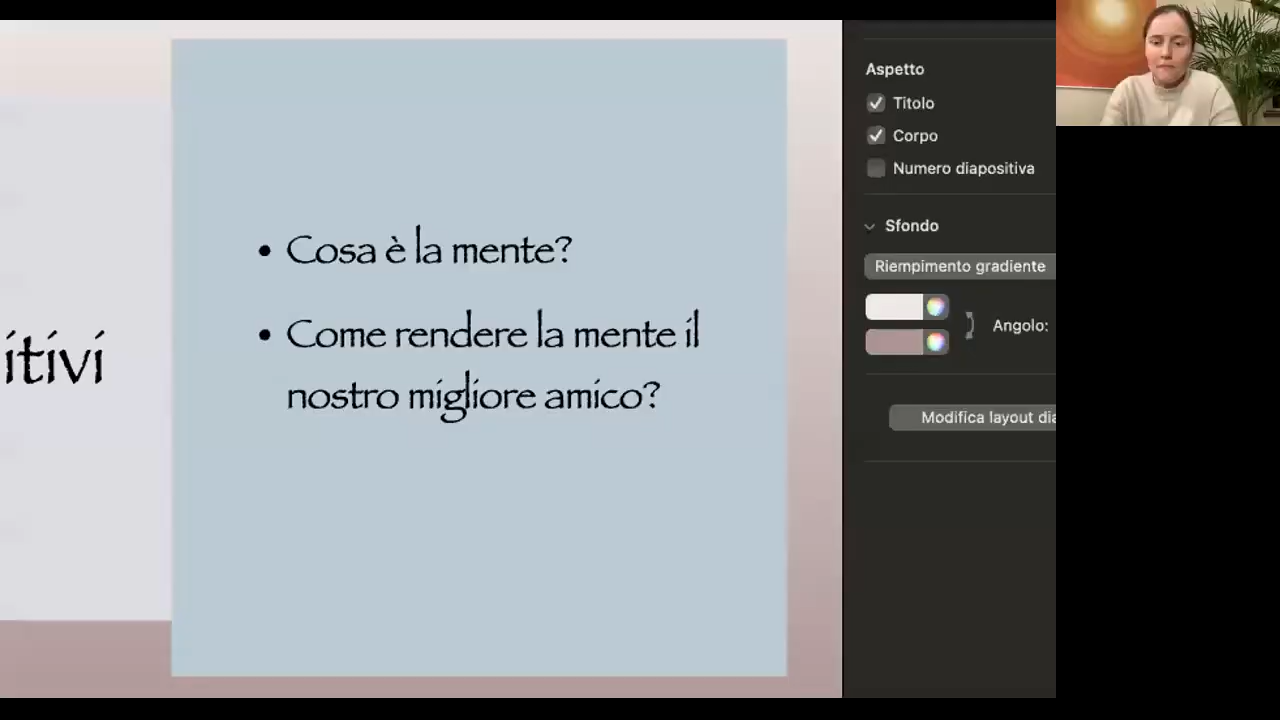 itivi
• Cosa è la mente?
• Come rendere la mente il
nostro migliore amico?
Aspetto
Titolo
Corpo
Numero diapositiva
Sfondo
Riempimento gradiente
Angolo:
Modifica layout dia